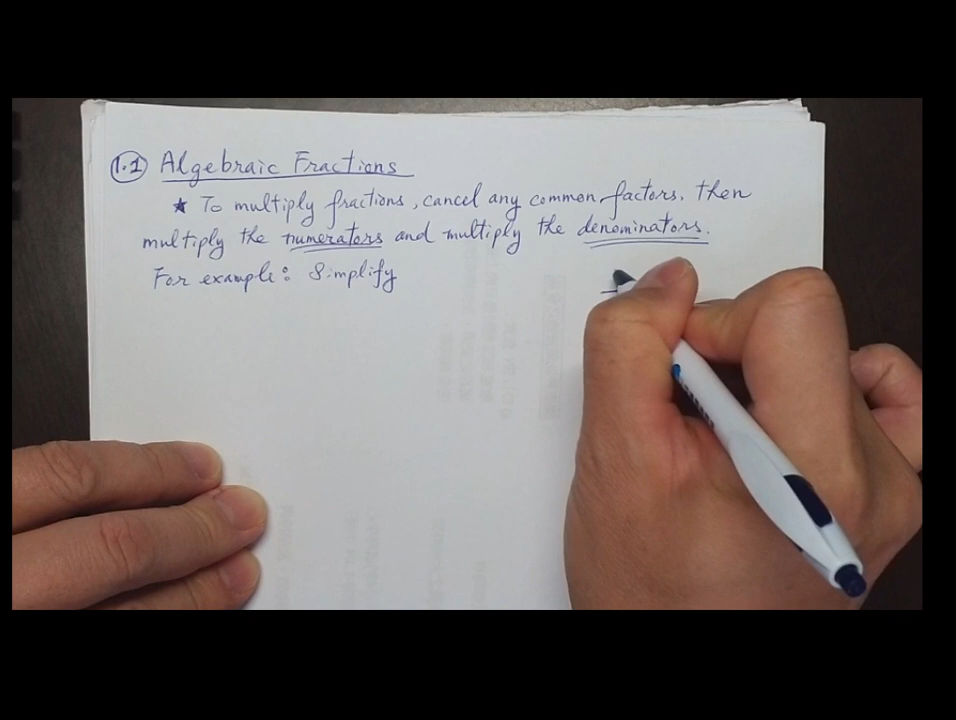 1.1 Algebraic Fractions
★ To multiply fractions, cancel any common factors. Then
multiply the numerators and multiply the denominators.
For example: Simplify